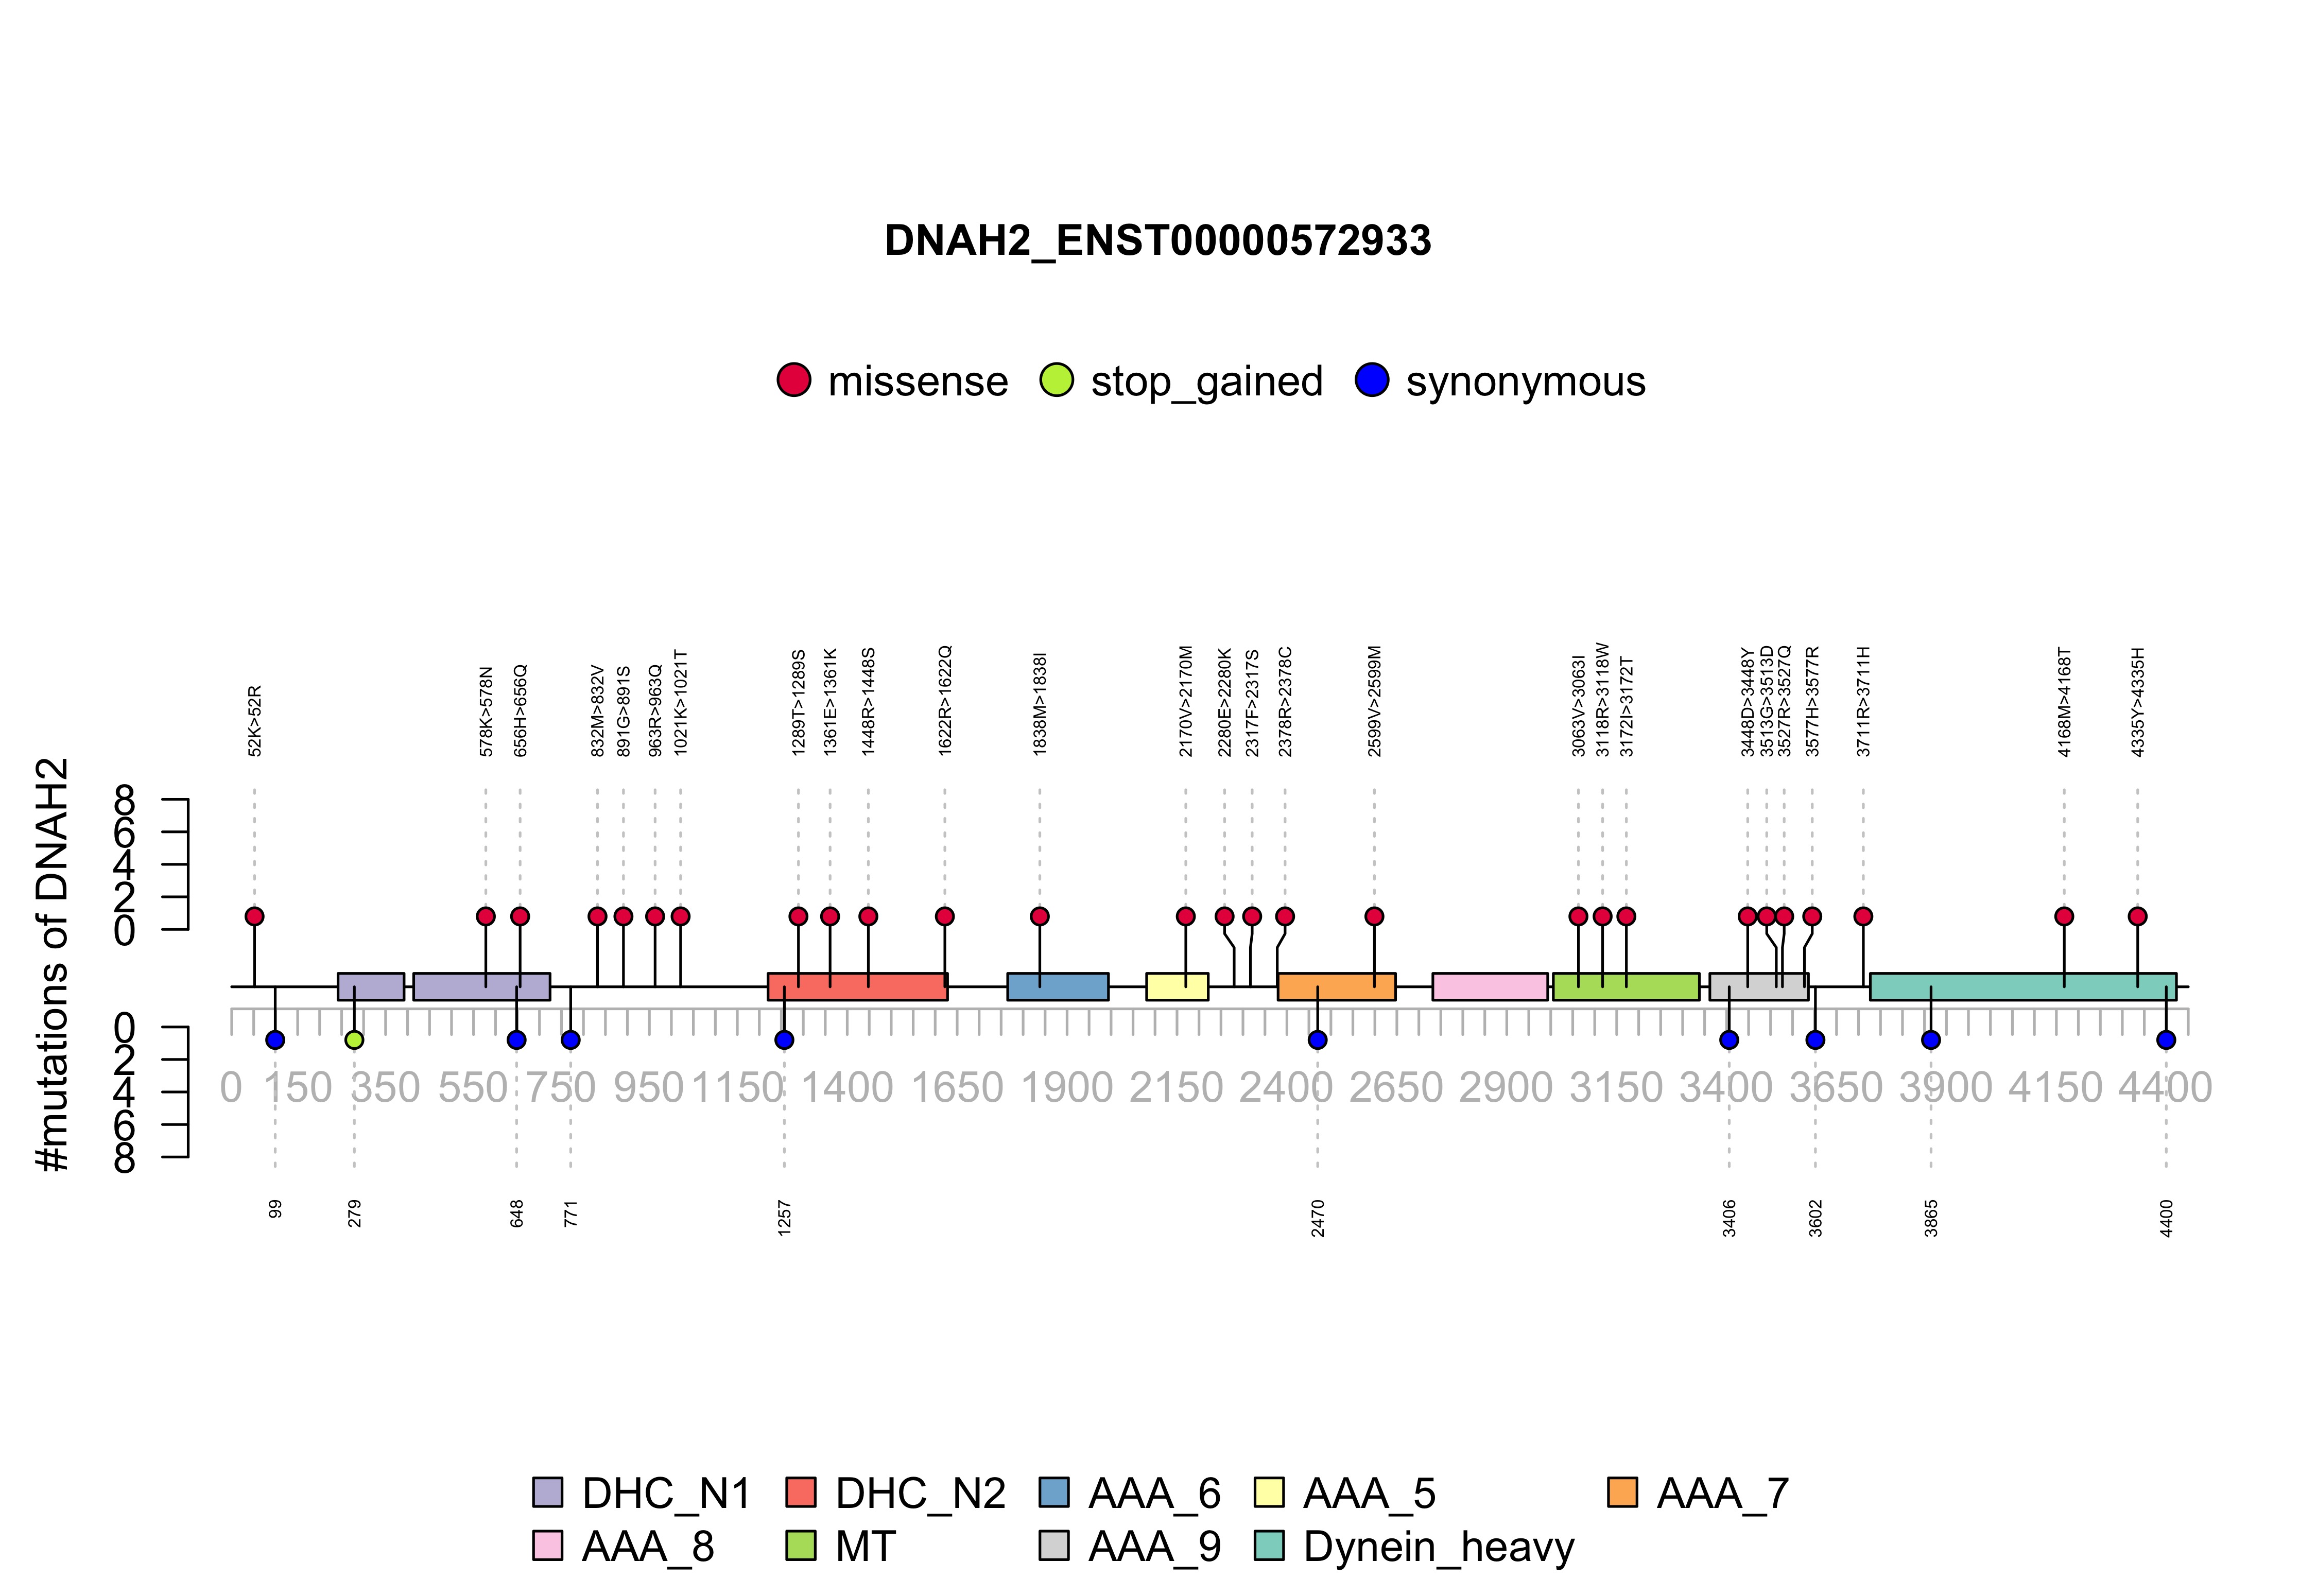 DNAH2_ENST00000572933
missense stop_gained synonymous
52K>52R 578K>578N 656H>656Q 832M>832V 891G>891S 963R>963Q 1021K>1021T 1289T>1289S 1361E>1361K 1448R>1448S 1622R>1622Q 1838M>1838I 2170V>2170M 2280E>2280K 2317F>2317S 2378R>2378C 2599V>2599M 3063V>3063I 3118R>3118W 3172I>3172T 3448D>3448Y 3513G>3513D 3527R>3527Q 3577H>3577R 3711R>3711H 4168M>4168T 4335Y>4335H
#mutations of DNAH2
8
6
4
2
0
0
2
4
6
8
0 150 350 550 750 950 1150 1400 1650 1900 2150 2400 2650 2900 3150 3400 3650 3900 4150 4400
99 279 648 771 1257 2470 3406 3602 3865 4400
DHC_N1 DHC_N2 AAA_6 AAA_5 AAA_7
AAA_8 MT AAA_9 Dynein_heavy